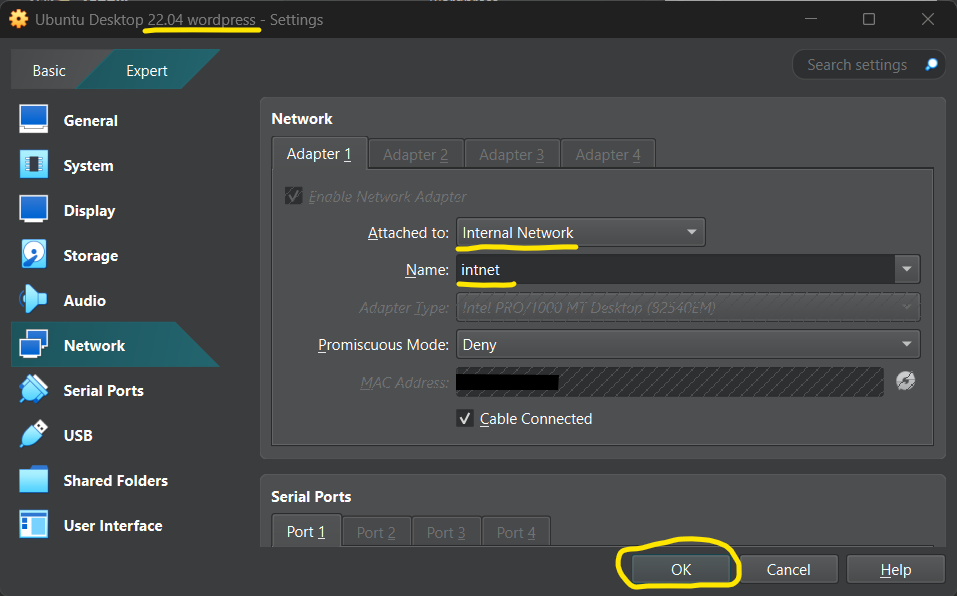 Ubuntu Desktop 22.04 wordpress - Settings
Basic Expert Search settings
General
System
Display
Storage
Audio
Network
Serial Ports
USB
Shared Folders
User Interface
Network
Adapter 1 Adapter 2 Adapter 3 Adapter 4
Enable Network Adapter
Attached to: Internal Network
Name: intnet
Adapter Type: Intel PRO/1000 MT Desktop (82540EM)
Promiscuous Mode: Deny
MAC Address:
Cable Connected
Serial Ports
Port 1 Port 2 Port 3 Port 4
OK Cancel Help